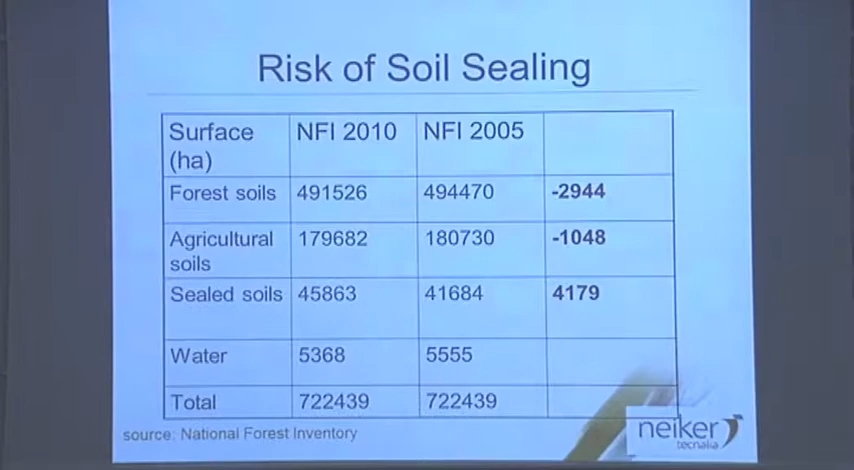 Risk of Soil Sealing
Surface (ha) NFI 2010 NFI 2005
Forest soils 491526 494470 -2944
Agricultural soils 179682 180730 -1048
Sealed soils 45863 41684 4179
Water 5368 5555
Total 722439 722439
source: National Forest Inventory
neiker
tecnalia